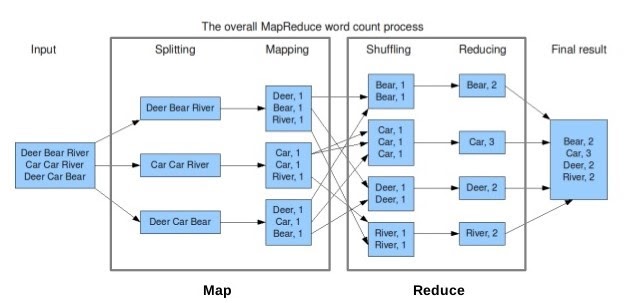 The overall MapReduce word count process
Input
Splitting
Mapping
Shuffling
Reducing
Final result
Deer Bear River
Car Car River
Deer Car Bear
Deer Bear River
Car Car River
Deer Car Bear
Deer, 1
Bear, 1
River, 1
Car, 1
Car, 1
River, 1
Deer, 1
Car, 1
Bear, 1
Bear, 1
Bear, 1
Car, 1
Car, 1
Car, 1
Deer, 1
Deer, 1
River, 1
River, 1
Bear, 2
Car, 3
Deer, 2
River, 2
Bear, 2
Car, 3
Deer, 2
River, 2
Map
Reduce